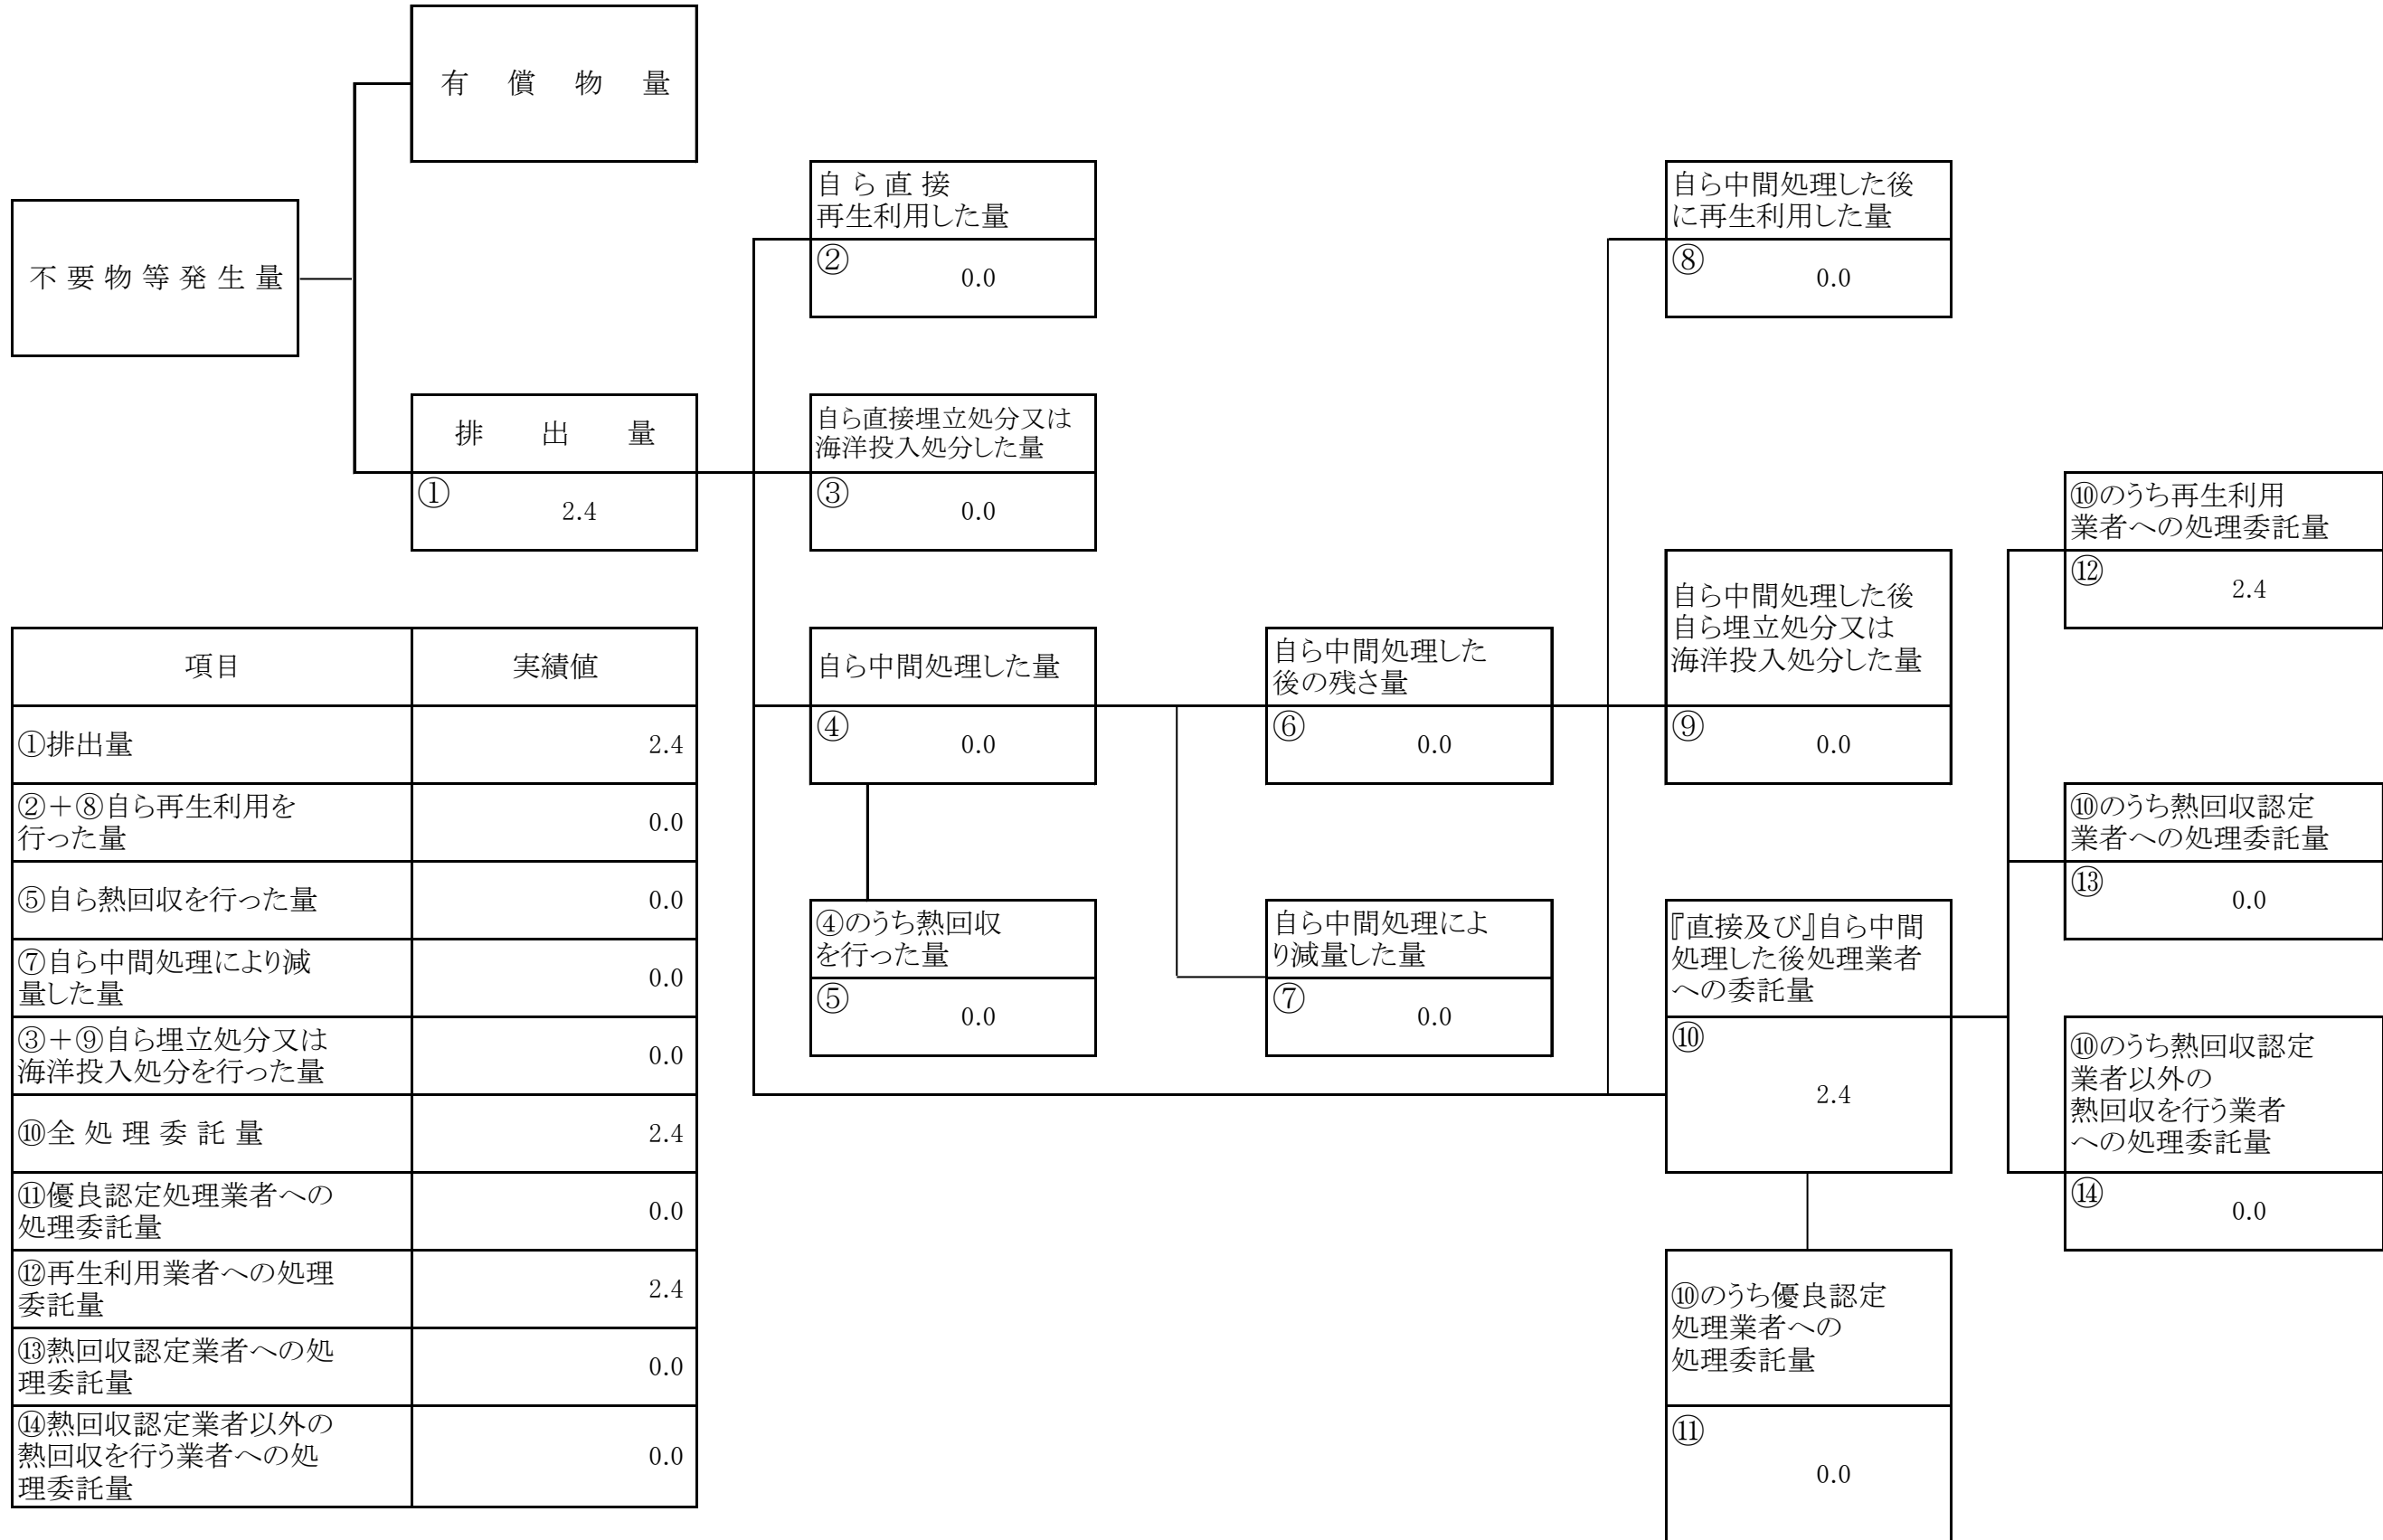 有償物量
不要物等発生量
排出量
①
2.4
自ら直接
再生利用した量
②
0.0
自ら直接埋立処分又は
海洋投入処分した量
③
0.0
自ら中間処理した量
④
0.0
④のうち熱回収
を行った量
⑤
0.0
自ら中間処理した
後の残さ量
⑥
0.0
自ら中間処理によ
り減量した量
⑦
0.0
自ら中間処理した後
に再生利用した量
⑧
0.0
自ら中間処理した後
自ら埋立処分又は
海洋投入処分した量
⑨
0.0
『直接及び』自ら中間
処理した後処理業者
への委託量
⑩
2.4
⑩のうち優良認定
処理業者への
処理委託量
⑪
0.0
⑩のうち再生利用
業者への処理委託量
⑫
2.4
⑩のうち熱回収認定
業者への処理委託量
⑬
0.0
⑩のうち熱回収認定
業者以外の
熱回収を行う業者
への処理委託量
⑭
0.0
項目 実績値
①排出量 2.4
②＋⑧自ら再生利用を
行った量 0.0
⑤自ら熱回収を行った量 0.0
⑦自ら中間処理により減
量した量 0.0
③＋⑨自ら埋立処分又は
海洋投入処分を行った量 0.0
⑩全処理委託量 2.4
⑪優良認定処理業者への
処理委託量 0.0
⑫再生利用業者への処理
委託量 2.4
⑬熱回収認定業者への処
理委託量 0.0
⑭熱回収認定業者以外の
熱回収を行う業者への処
理委託量 0.0